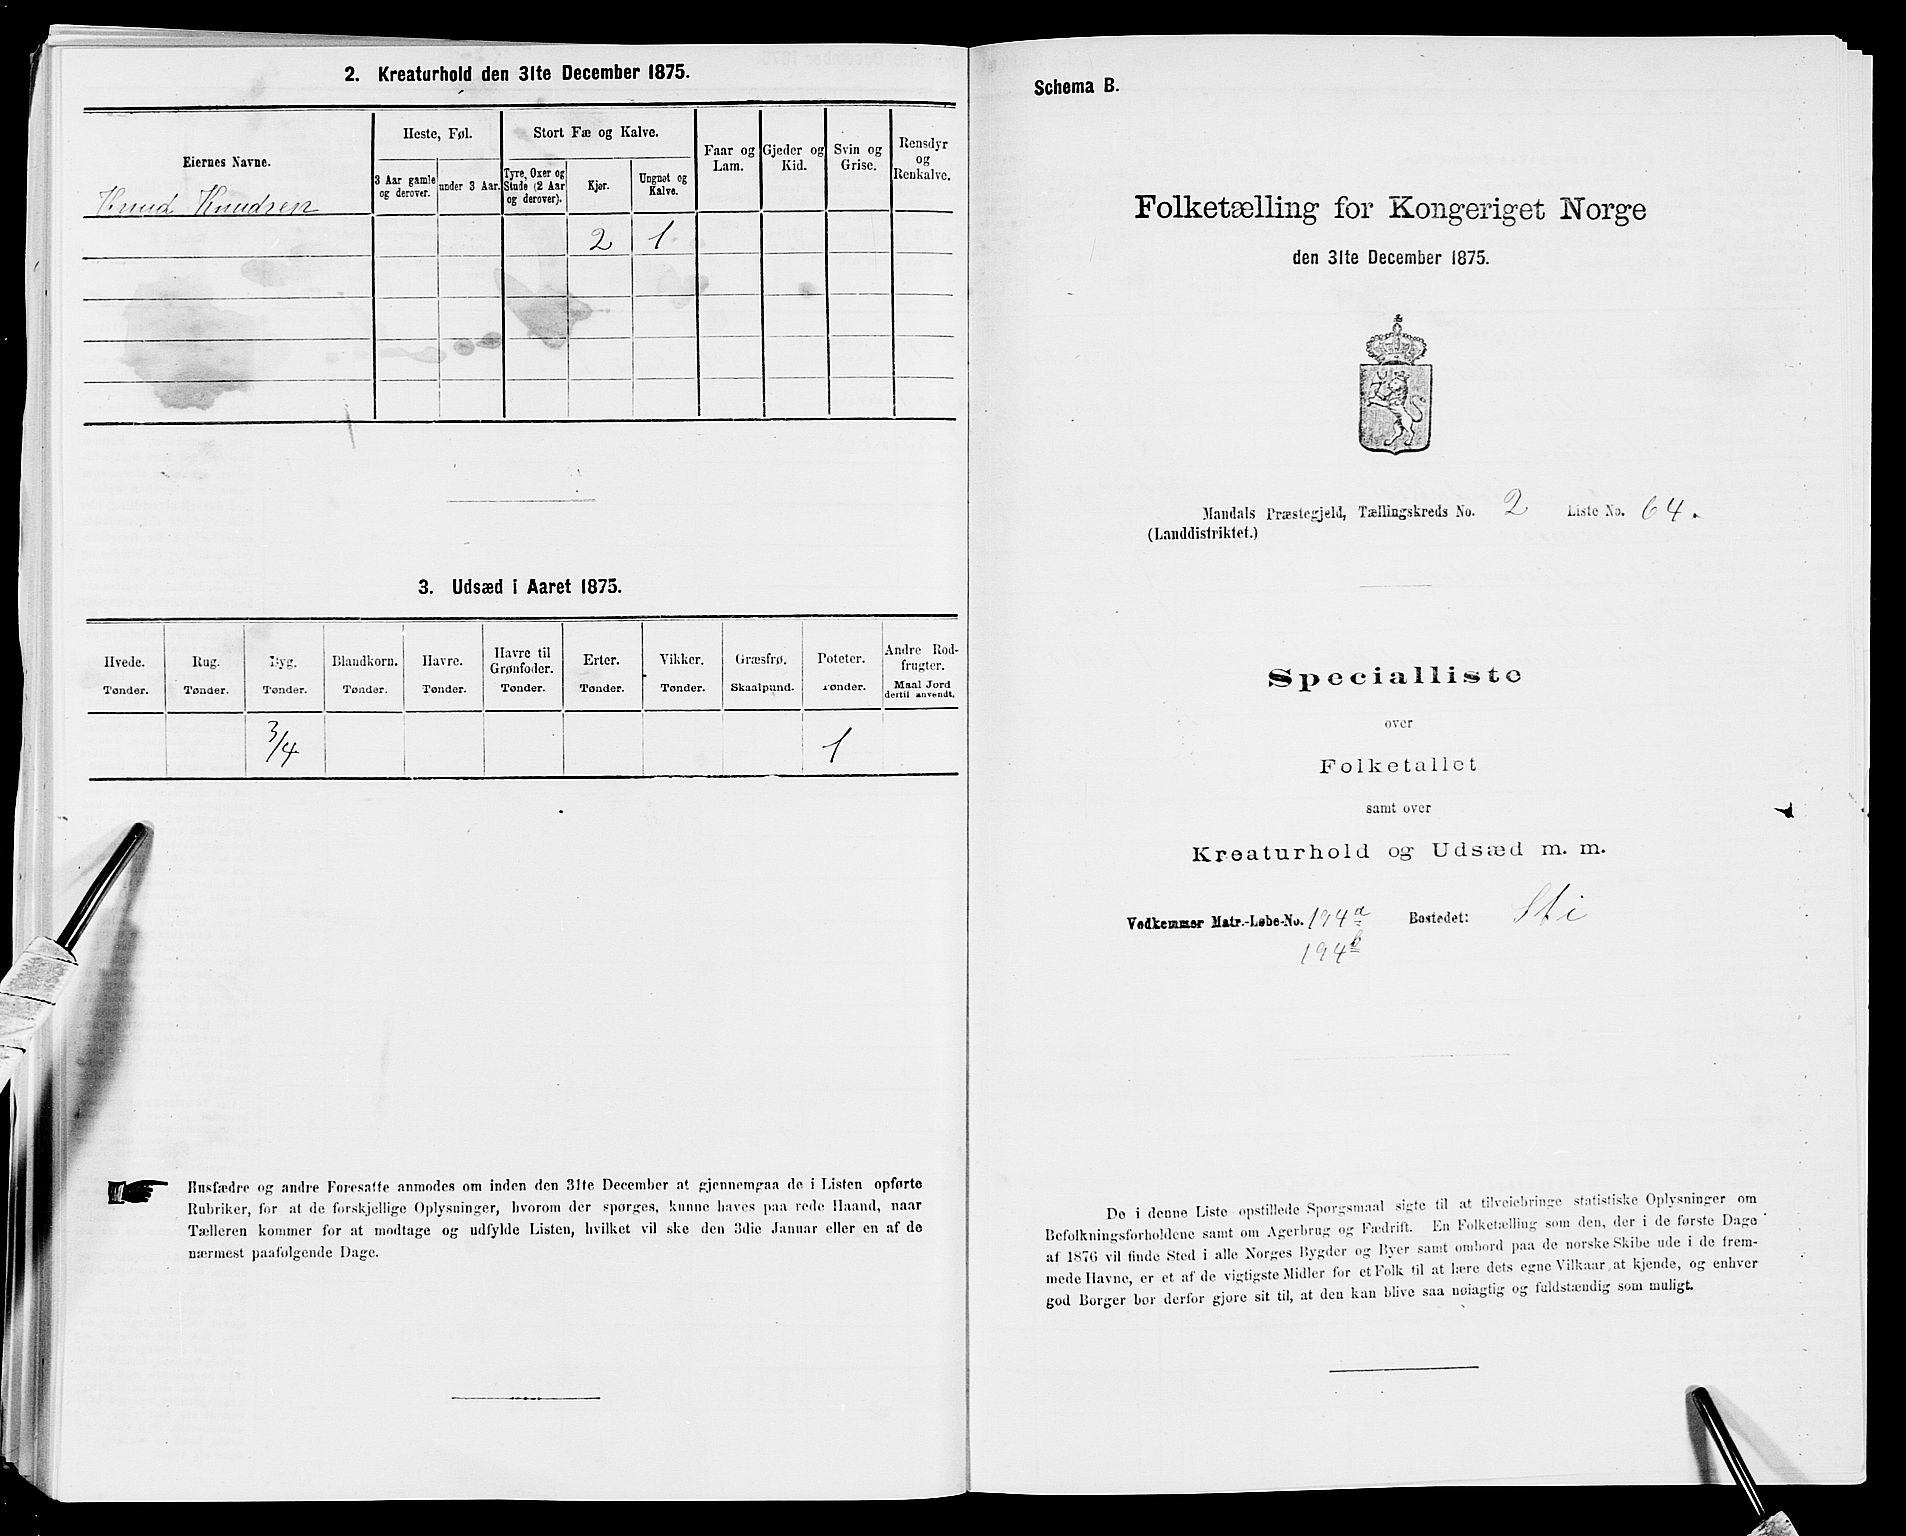 2. Kreaturhold den 31te December 1875.
Eiernes Navne.
Heste, Føl.
Stort Fæ og Kalve.
Faar og Lam.
Gjeder og Kid.
Svin og Grise.
Rensdyr og Renkalve.
3 Aar gamle og derover.
under 3 Aar.
Tyre, Oxer og Stude (2 Aar og derover).
Kjør.
Ungnøt og Kalve.
Knud Knudsen
2 1
3. Udsæd i Aaret 1875.
Hvede. Rug. Byg. Blandkorn. Havre. Havre til Grønfoder. Erter. Vikker. Græsfrø. Poteter. Andre Rodfrugter.
Tønder. Tønder. Tønder. Tønder. Tønder. Tønder. Tønder. Tønder. Skaalpund. Tønder. Maal Jord dertil anvendt.
3/4 1
Husfædre og andre Foresatte anmodes om inden den 31te December at gjennemgaa de i Listen opførte
Rubriker, for at de forskjellige Oplysninger, hvorom der spørges, kunne haves paa rede Haand, naar
Tælleren kommer for at modtage og udfylde Listen, hvilket vil ske den 3die Januar eller en af de
nærmest paafølgende Dage.
Schema B.
Folketælling for Kongeriget Norge
den 31te December 1875.
Mandals Præstegjeld, Tællingskreds No. 2 Liste No. 64.
(Landdistriktet.)
Specialliste
over
Folketallet
samt over
Kreaturhold og Udsæd m. m.
Vedkemmer Matr.-Løbe-No. 194a Bostedet: Sti
194b
De i denne Liste opstillede Spørgsmaal sigte til at tilveiebringe statistiske Oplysninger om
Befolkningsforholdene samt om Agerbrug og Fædrift. En Folketælling som den, der i de første Dage
af 1876 vil finde Sted i alle Norges Bygder og Byer samt ombord paa de norske Skibe ude i de frem-
mede Havne, er et af de vigtigste Midler for et Folk til at lære dets egne Vilkaar at kjende, og enhver
god Borger bør derfor gjøre sit til, at den kan blive saa nøiagtig og fuldstændig som muligt.